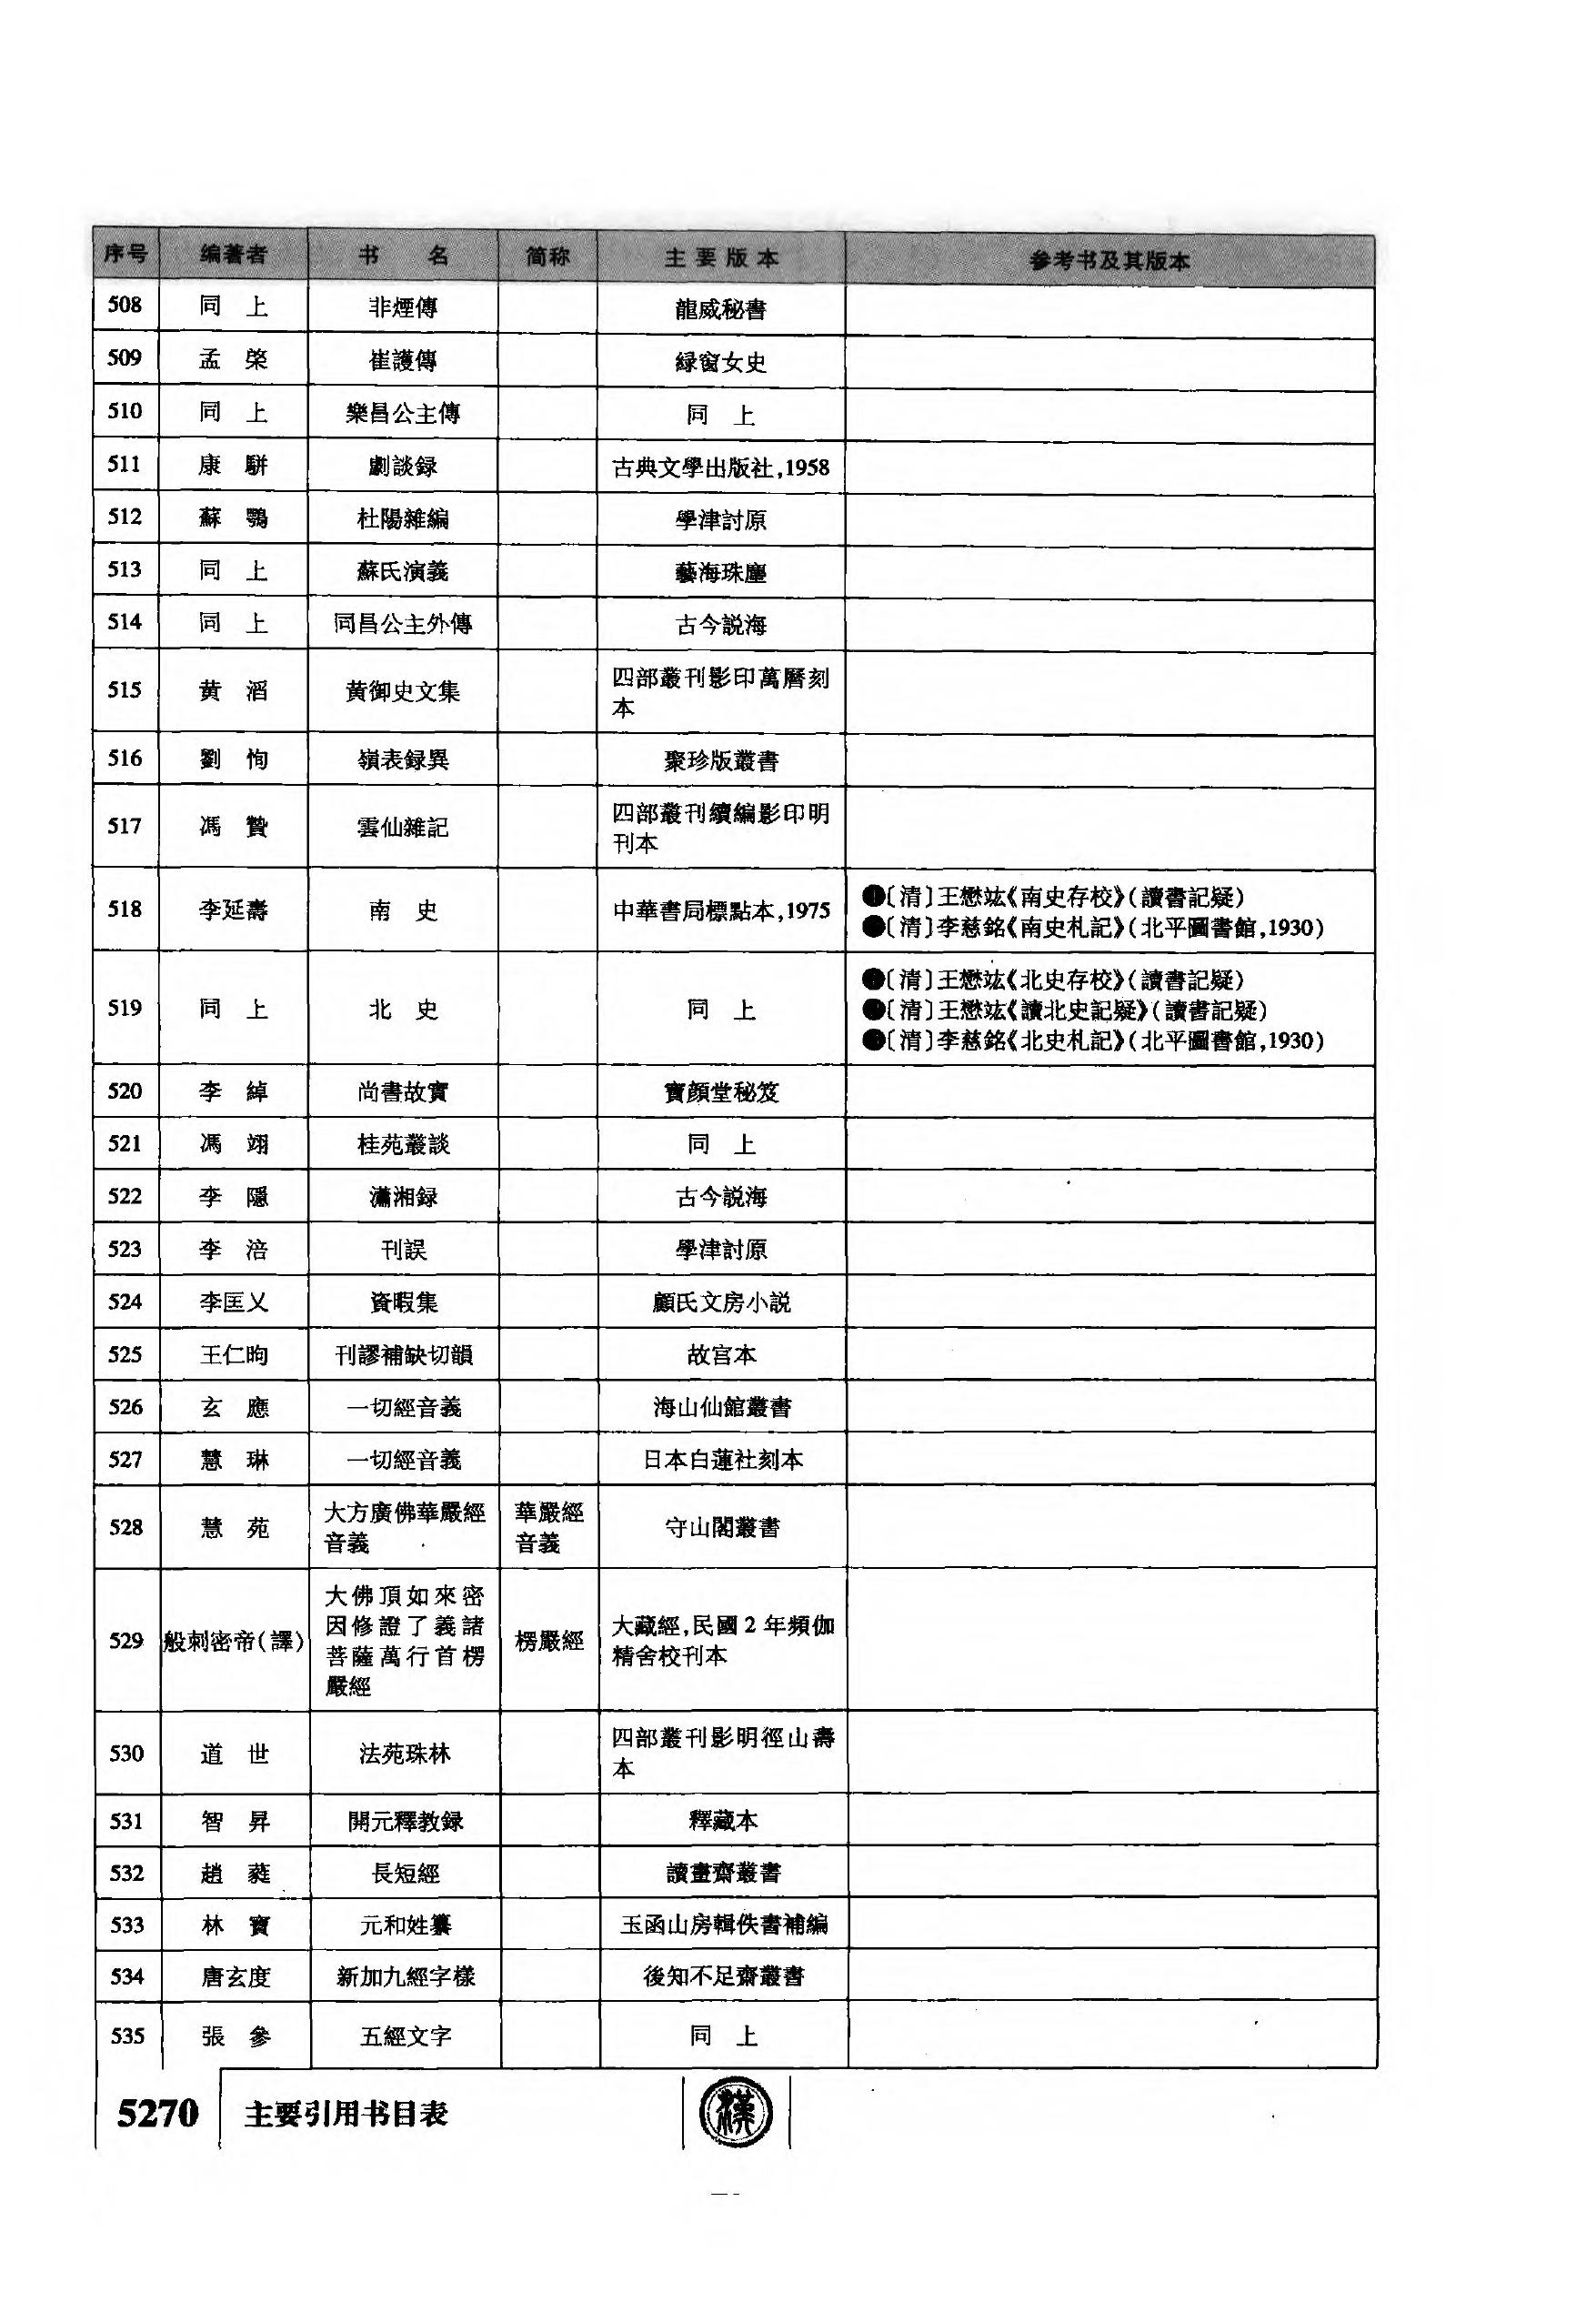 序号 编著者 书 名 简称 主要版本 参考书及其版本
508 同 上 非煙傳 龍威秘書
509 孟 棨 崔護傳 緑窗女史
510 同 上 樂昌公主傳 同 上
511 康 駢 劇談録 古典文學出版社,1958
512 蘇 鶚 杜陽雜編 學津討原
513 同 上 蘇氏演義 藝海珠塵
514 同 上 同昌公主外傳 古今説海
515 黄 滔 黄御史文集 四部叢刊影印萬曆刻
本
516 劉 恂 嶺表録異 聚珍版叢書
517 馮 贄 雲仙雜記 四部叢刊續編影印明
刊本
518 李延壽 南 史 中華書局標點本,1975 ❶〔清〕王懋竑《南史存校》(讀書記疑)
❷〔清〕李慈銘《南史札記》(北平圖書館,1930)
519 同 上 北 史 同 上 ❶〔清〕王懋竑《北史存校》(讀書記疑)
❷〔清〕王懋竑《讀北史記疑》(讀書記疑)
❸〔清〕李慈銘《北史札記》(北平圖書館,1930)
520 李 綽 尚書故實 寶顔堂秘笈
521 馮 翊 桂苑叢談 同 上
522 李 隱 瀟湘録 古今説海
523 李 涪 刊誤 學津討原
524 李匡乂 資暇集 顧氏文房小説
525 王仁昫 刊謬補缺切韻 故宫本
526 玄 應 一切經音義 海山仙館叢書
527 慧 琳 一切經音義 日本白蓮社刻本
528 慧 苑 大方廣佛華嚴經 華嚴經 守山閣叢書
音義 音義
529 般刺密帝(譯) 大佛頂如來密
因修證了義諸
菩薩萬行首楞
嚴經 楞嚴經 大藏經,民國2年頻伽
精舍校刊本
530 道 世 法苑珠林 四部叢刊影明徑山壽
本
531 智 昇 開元釋教録 釋藏本
532 趙 蕤 長短經 讀畫齋叢書
533 林 寶 元和姓纂 玉函山房輯佚書補編
534 唐玄度 新加九經字樣 後知不足齋叢書
535 張 參 五經文字 同 上
5270 主要引用书目表 漢